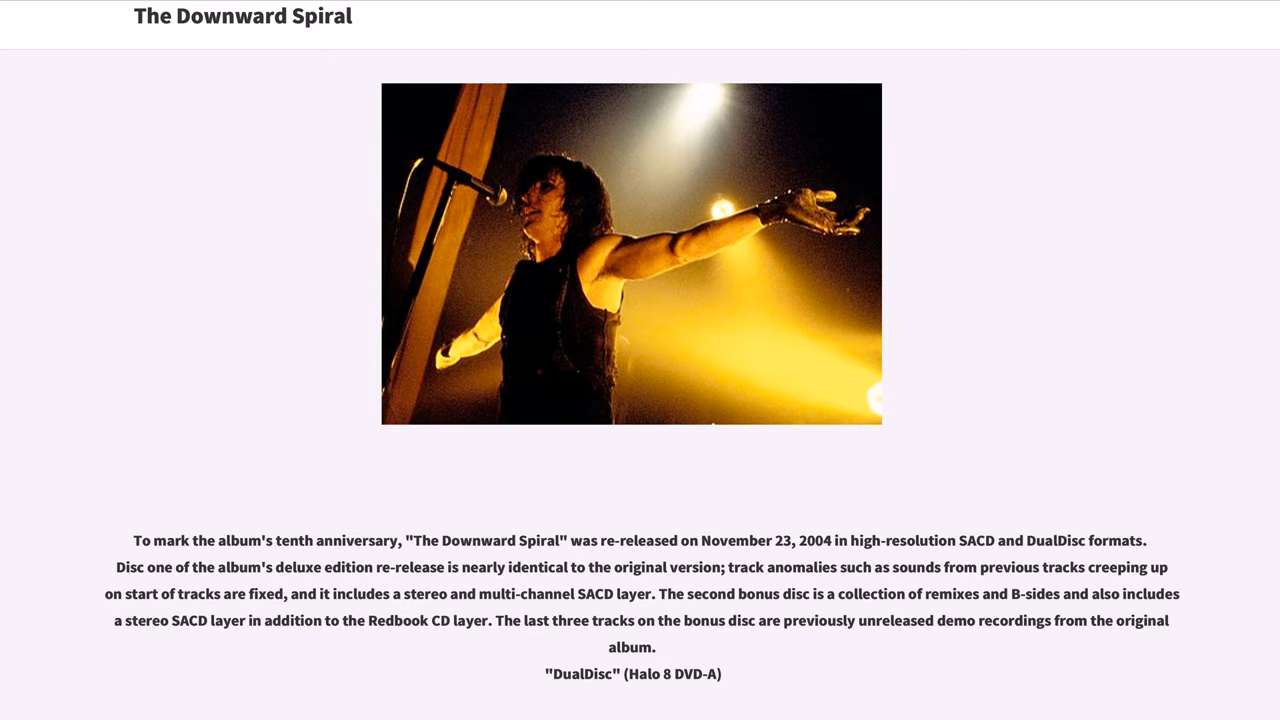 The Downward Spiral
To mark the album's tenth anniversary, "The Downward Spiral" was re-released on November 23, 2004 in high-resolution SACD and DualDisc formats.
Disc one of the album's deluxe edition re-release is nearly identical to the original version; track anomalies such as sounds from previous tracks creeping up
on start of tracks are fixed, and it includes a stereo and multi-channel SACD layer. The second bonus disc is a collection of remixes and B-sides and also includes
a stereo SACD layer in addition to the Redbook CD layer. The last three tracks on the bonus disc are previously unreleased demo recordings from the original
album.
"DualDisc" (Halo 8 DVD-A)